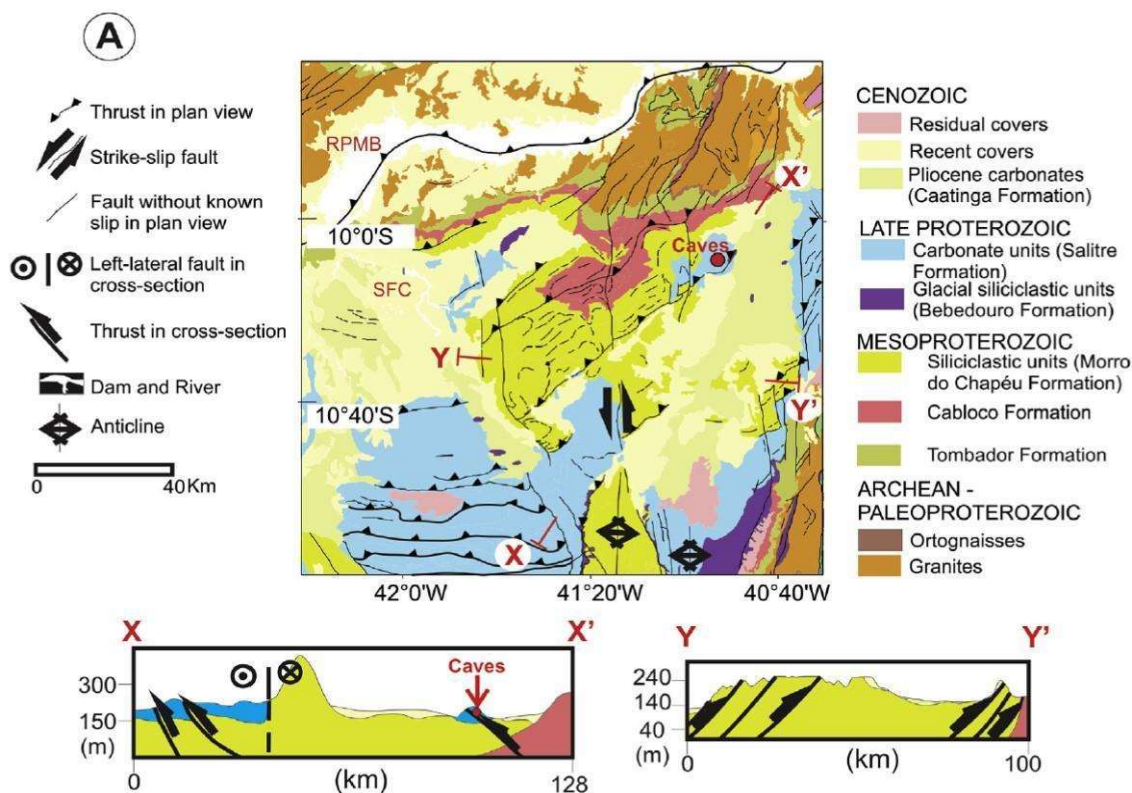 A
Thrust in plan view
Strike-slip fault
Fault without known
slip in plan view
Left-lateral fault in
cross-section
Thrust in cross-section
Dam and River
Anticline
0 40 Km
RPMB
X'
10°0'S
Caves
SFC
Y
Y'
10°40'S
X
42°0'W 41°20'W 40°40'W
CENOZOIC
Residual covers
Recent covers
Pliocene carbonates
(Caatinga Formation)
LATE PROTEROZOIC
Carbonate units (Salitre
Formation)
Glacial siliciclastic units
(Bebedouro Formation)
MESOPROTEROZOIC
Siliciclastic units (Morro
do Chapéu Formation)
Cabloco Formation
Tombador Formation
ARCHEAN -
PALEOPROTEROZOIC
Ortognaisses
Granites
X X'
Caves
300
150
(m)
0 (km) 128
Y Y'
240
140
40
(m)
0 (km) 100